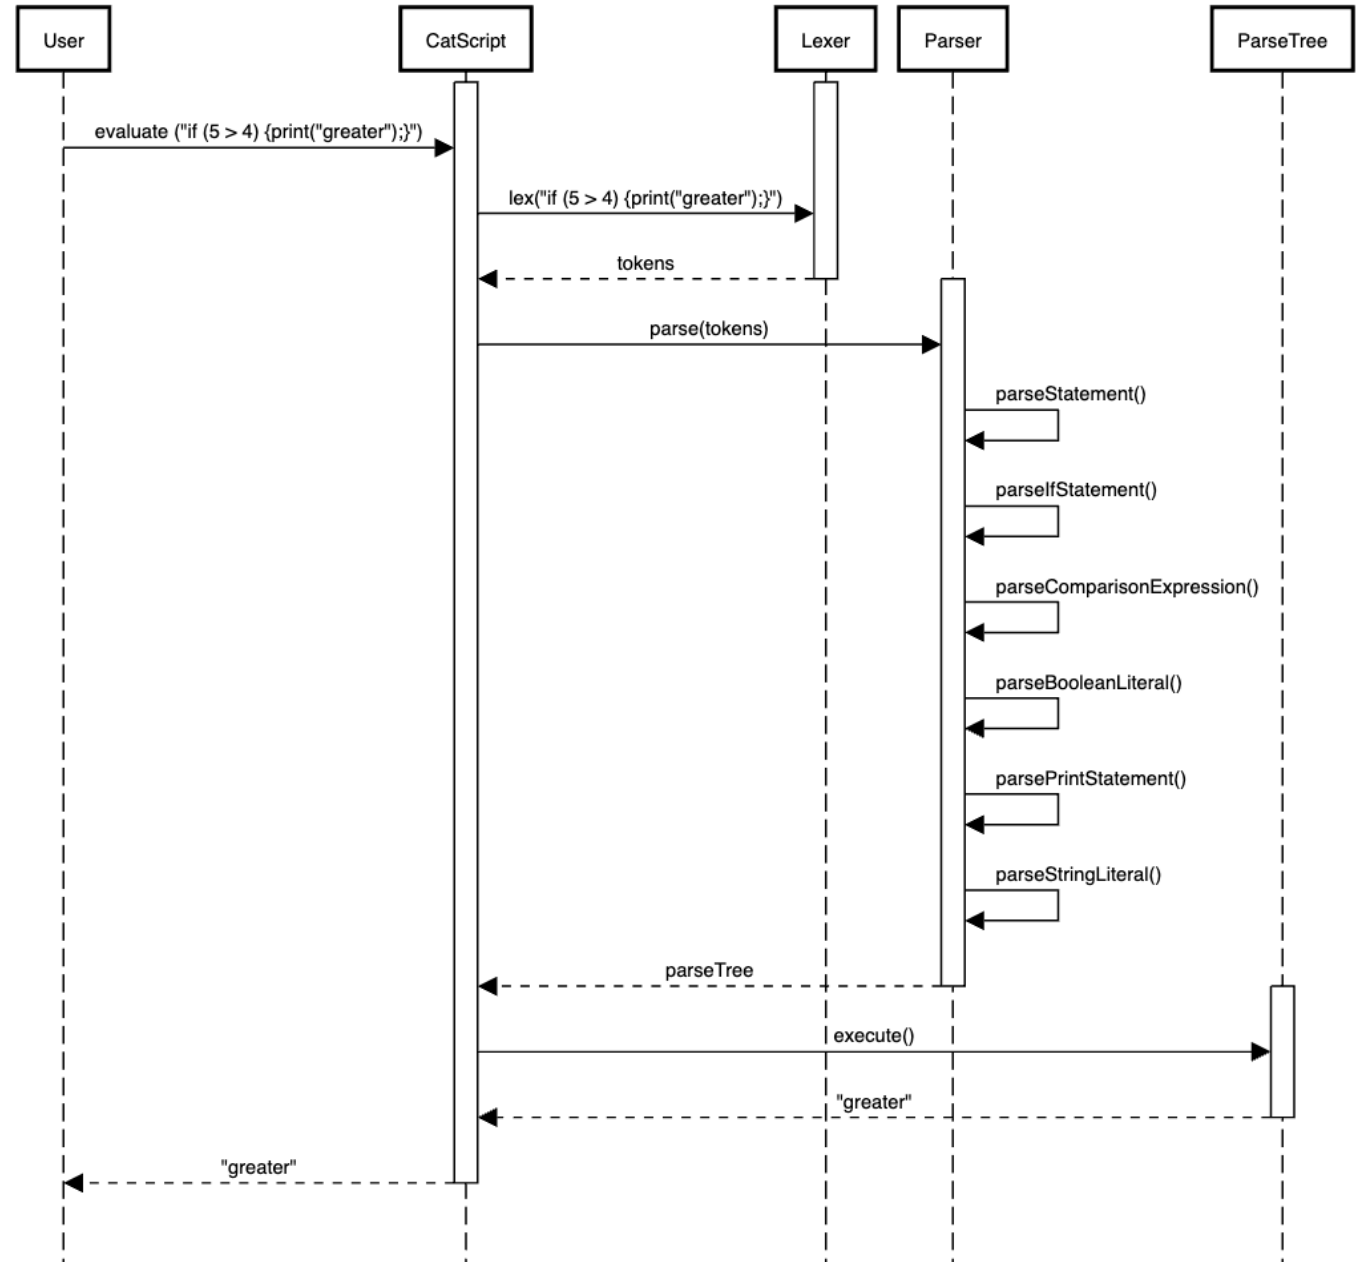 User
CatScript
Lexer
Parser
ParseTree
evaluate ("if (5 > 4) {print("greater");}")
lex("if (5 > 4) {print("greater");}")
tokens
parse(tokens)
parseStatement()
parseIfStatement()
parseComparisonExpression()
parseBooleanLiteral()
parsePrintStatement()
parseStringLiteral()
parseTree
execute()
"greater"
"greater"